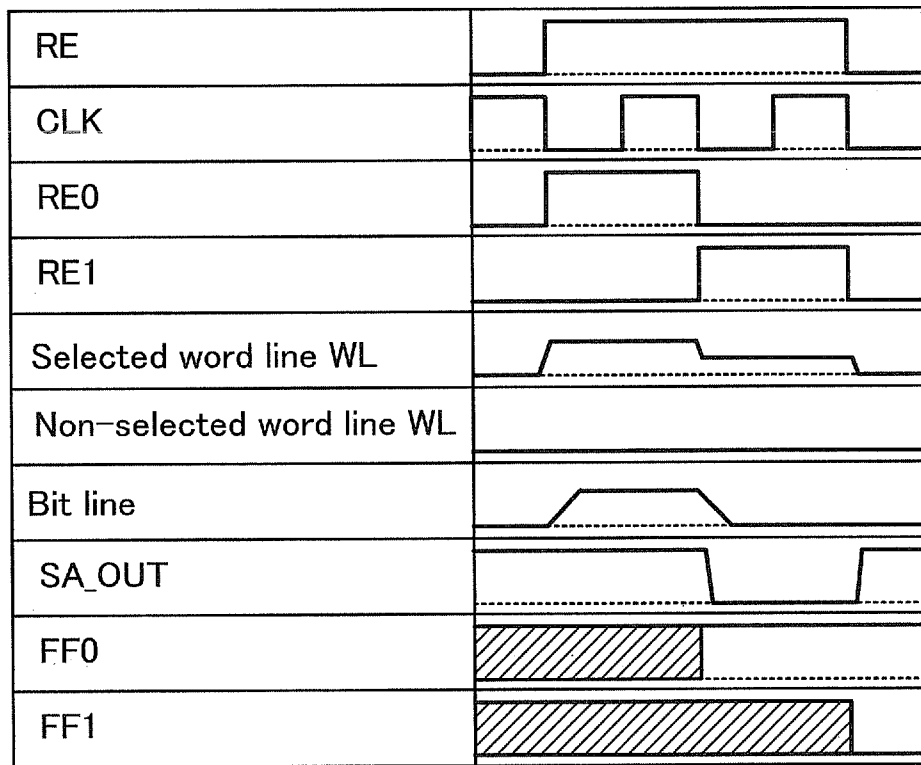 RE
CLK
RE0
RE1
Selected word line WL
Non-selected word line WL
Bit line
SA_OUT
FF0
FF1